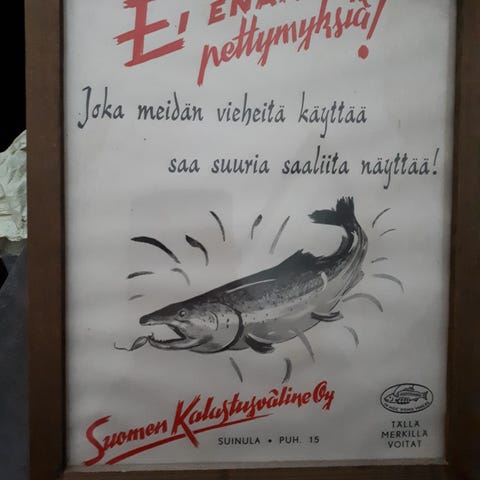 Ei ENÄÄ
pettymyksiä!
Joka meidän vieheitä käyttää
saa suuria saaliita näyttää!
Suomen Kalastusväline Oy
SUINULA • PUH. 15
TÄLLÄ
MERKILLÄ
VOITAT